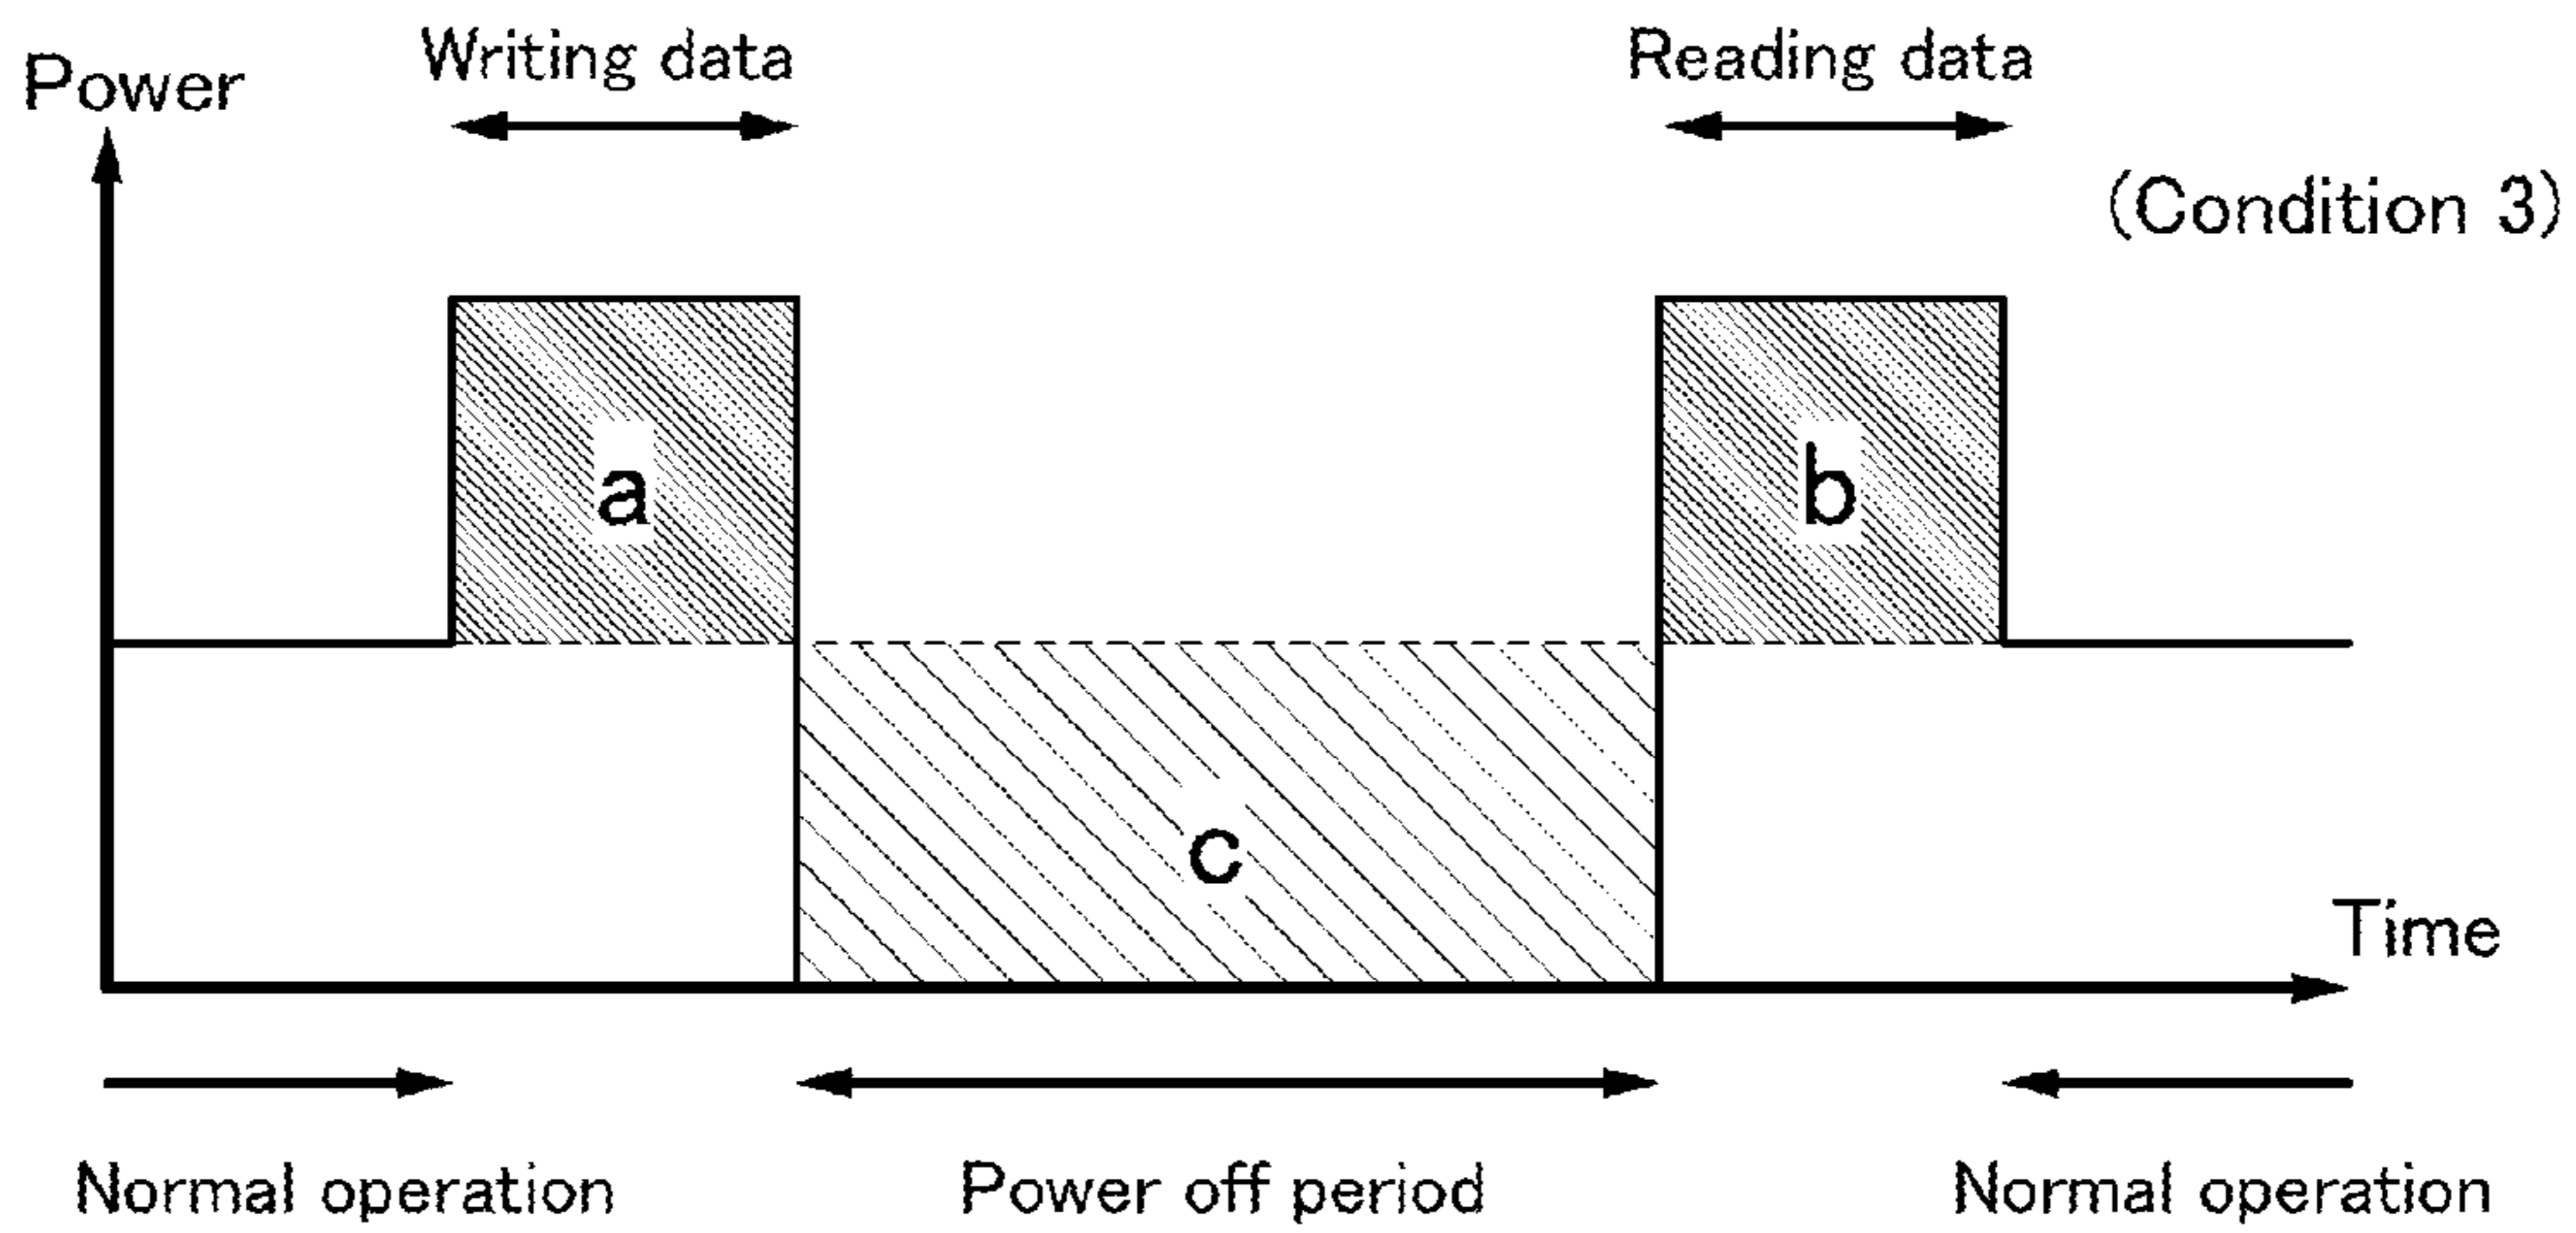 Writing data
Reading data
Power
(Condition 3)
a
b
c
Time
Normal operation
Power off period
Normal operation